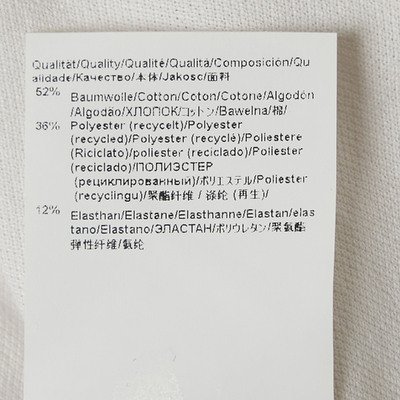 Qualität/Quality/Qualité/Qualità/Composición/Qu
alidade/Качество/本体/Jakosc/面料
52% Baumwolle/Cotton/Coton/Cotone/Algodón
/Algodão/ХЛОПОК/コットン/Bawełna/棉/
36% Polyester (recycelt)/Polyester
(recycled)/Polyester (recyclé)/Poliestere
(Riciclato)/poliester (reciclado)/Poliester
(reciclado)/ПОЛИЭСТЕР
(рециклированный)/ポリエステル/Poliester
(recyclingu)/聚酯纤维 / 涤纶 (再生)/
12% Elasthan/Elastane/Elasthanne/Elastan/elas
tano/Elastano/ЭЛАСТАН/ポリウレタン/聚氨酯
弹性纤维/氨纶